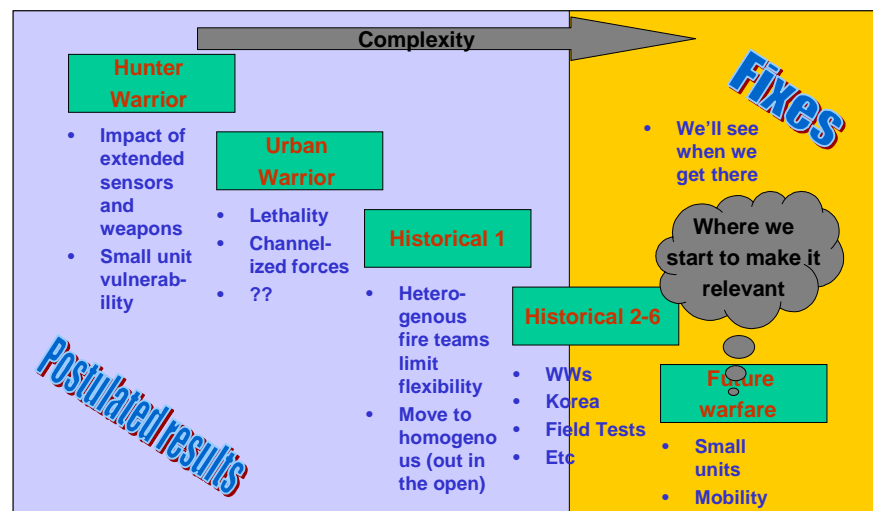 Complexity
Hunter
Warrior
• Impact of
extended
sensors
and
weapons
• Small unit
vulnerab-
ility
Urban
Warrior
• Lethality
• Channel-
ized forces
• ??
Historical 1
• Hetero-
genous
fire teams
limit
flexibility
• Move to
homogeno
us (out in
the open)
Historical 2-6
• WWs
• Korea
• Field Tests
• Etc
Fixes
• We'll see
when we
get there
Where we
start to make it
relevant
Future
warfare
• Small
units
• Mobility
Postulated results